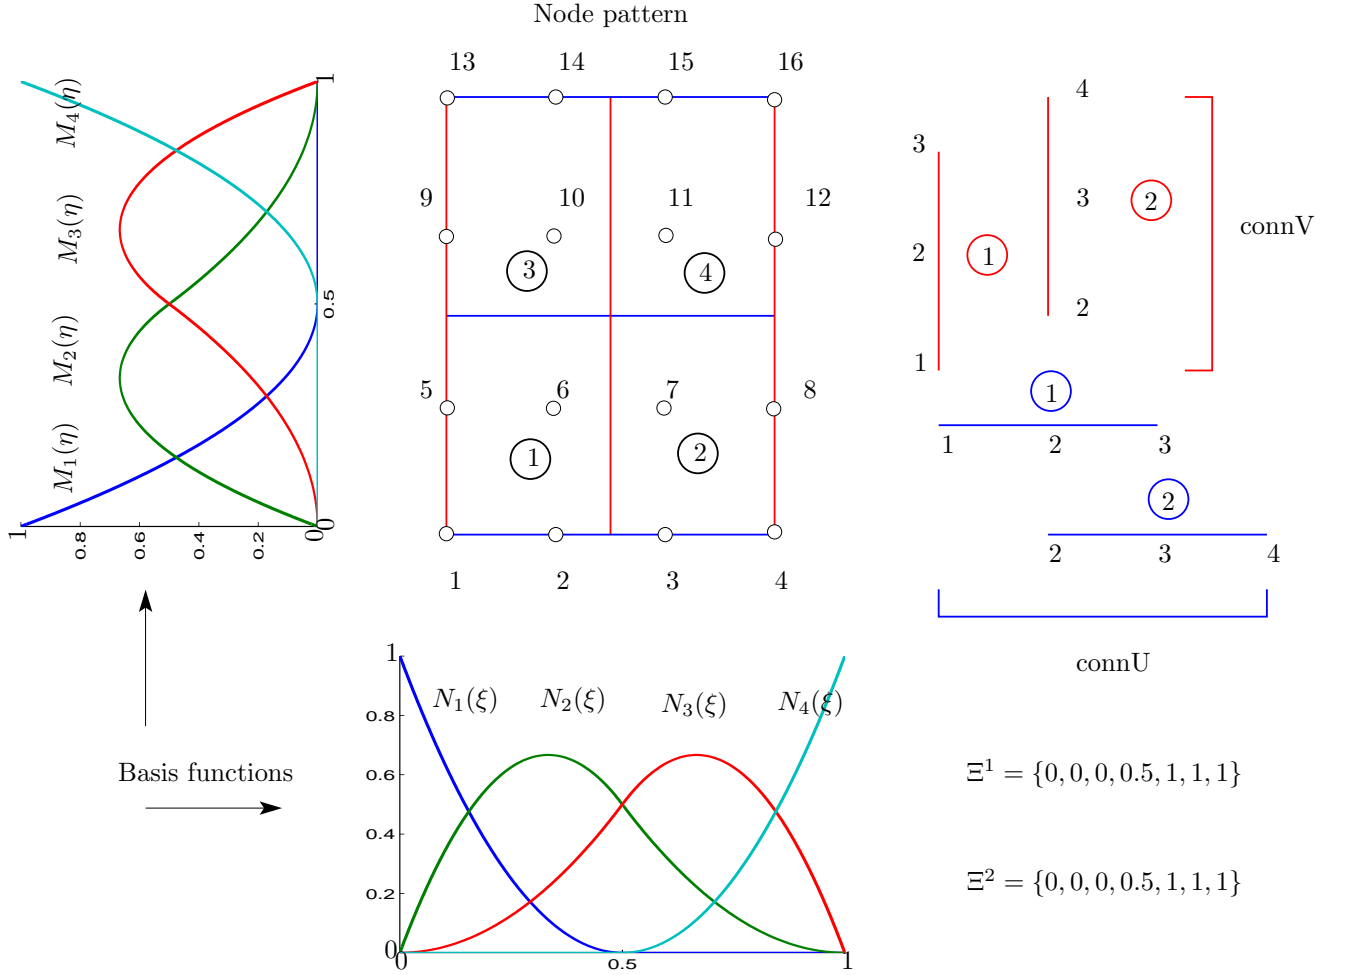 Node pattern
13 14 15 16
9 10 11 12
3 4
5 6 7 8
1 2
1 2 3 4
M₄(η)
M₃(η)
M₂(η)
M₁(η)
1
0.5
0
1 0.8 0.6 0.4 0.2 0
4
3
3 2
2 1 connV
2
1
1
1 2 3
2
2 3 4
connU
Basis functions
1
0.8
0.6
0.4
0.2
0
N₁(ξ) N₂(ξ) N₃(ξ) N₄(ξ)
0 0.5 1
Ξ¹ = {0, 0, 0, 0.5, 1, 1, 1}
Ξ² = {0, 0, 0, 0.5, 1, 1, 1}